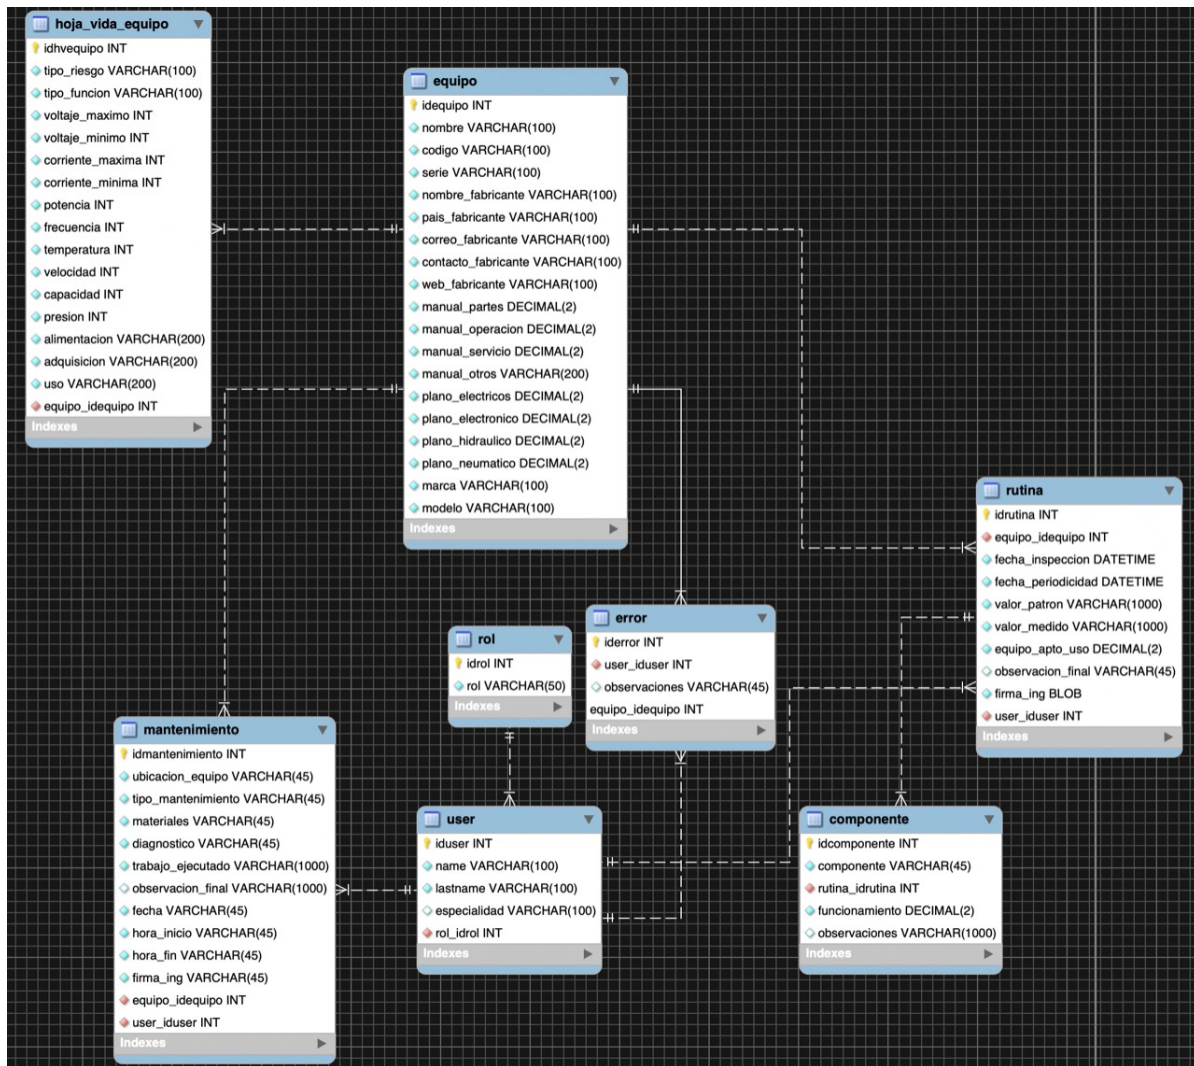 hoja_vida_equipo
idhvequipo INT
tipo_riesgo VARCHAR(100)
tipo_funcion VARCHAR(100)
voltaje_maximo INT
voltaje_minimo INT
corriente_maxima INT
corriente_minima INT
potencia INT
frecuencia INT
temperatura INT
velocidad INT
capacidad INT
presion INT
alimentacion VARCHAR(200)
adquisicion VARCHAR(200)
uso VARCHAR(200)
equipo_idequipo INT
Indexes
equipo
idequipo INT
nombre VARCHAR(100)
codigo VARCHAR(100)
serie VARCHAR(100)
nombre_fabricante VARCHAR(100)
pais_fabricante VARCHAR(100)
correo_fabricante VARCHAR(100)
contacto_fabricante VARCHAR(100)
web_fabricante VARCHAR(100)
manual_partes DECIMAL(2)
manual_operacion DECIMAL(2)
manual_servicio DECIMAL(2)
manual_otros VARCHAR(200)
plano_electricos DECIMAL(2)
plano_electronico DECIMAL(2)
plano_hidraulico DECIMAL(2)
plano_neumatico DECIMAL(2)
marca VARCHAR(100)
modelo VARCHAR(100)
Indexes
rutina
idrutina INT
equipo_idequipo INT
fecha_inspeccion DATETIME
fecha_periodicidad DATETIME
valor_patron VARCHAR(1000)
valor_medido VARCHAR(1000)
equipo_apto_uso DECIMAL(2)
observacion_final VARCHAR(45)
firma_ing BLOB
user_iduser INT
Indexes
error
iderror INT
user_iduser INT
observaciones VARCHAR(45)
equipo_idequipo INT
Indexes
rol
idrol INT
rol VARCHAR(50)
Indexes
mantenimiento
idmantenimiento INT
ubicacion_equipo VARCHAR(45)
tipo_mantenimiento VARCHAR(45)
materiales VARCHAR(45)
diagnostico VARCHAR(45)
trabajo_ejecutado VARCHAR(1000)
observacion_final VARCHAR(1000)
fecha VARCHAR(45)
hora_inicio VARCHAR(45)
hora_fin VARCHAR(45)
firma_ing VARCHAR(45)
equipo_idequipo INT
user_iduser INT
Indexes
user
iduser INT
name VARCHAR(100)
lastname VARCHAR(100)
especialidad VARCHAR(100)
rol_idrol INT
Indexes
componente
idcomponente INT
componente VARCHAR(45)
rutina_idrutina INT
funcionamiento DECIMAL(2)
observaciones VARCHAR(1000)
Indexes